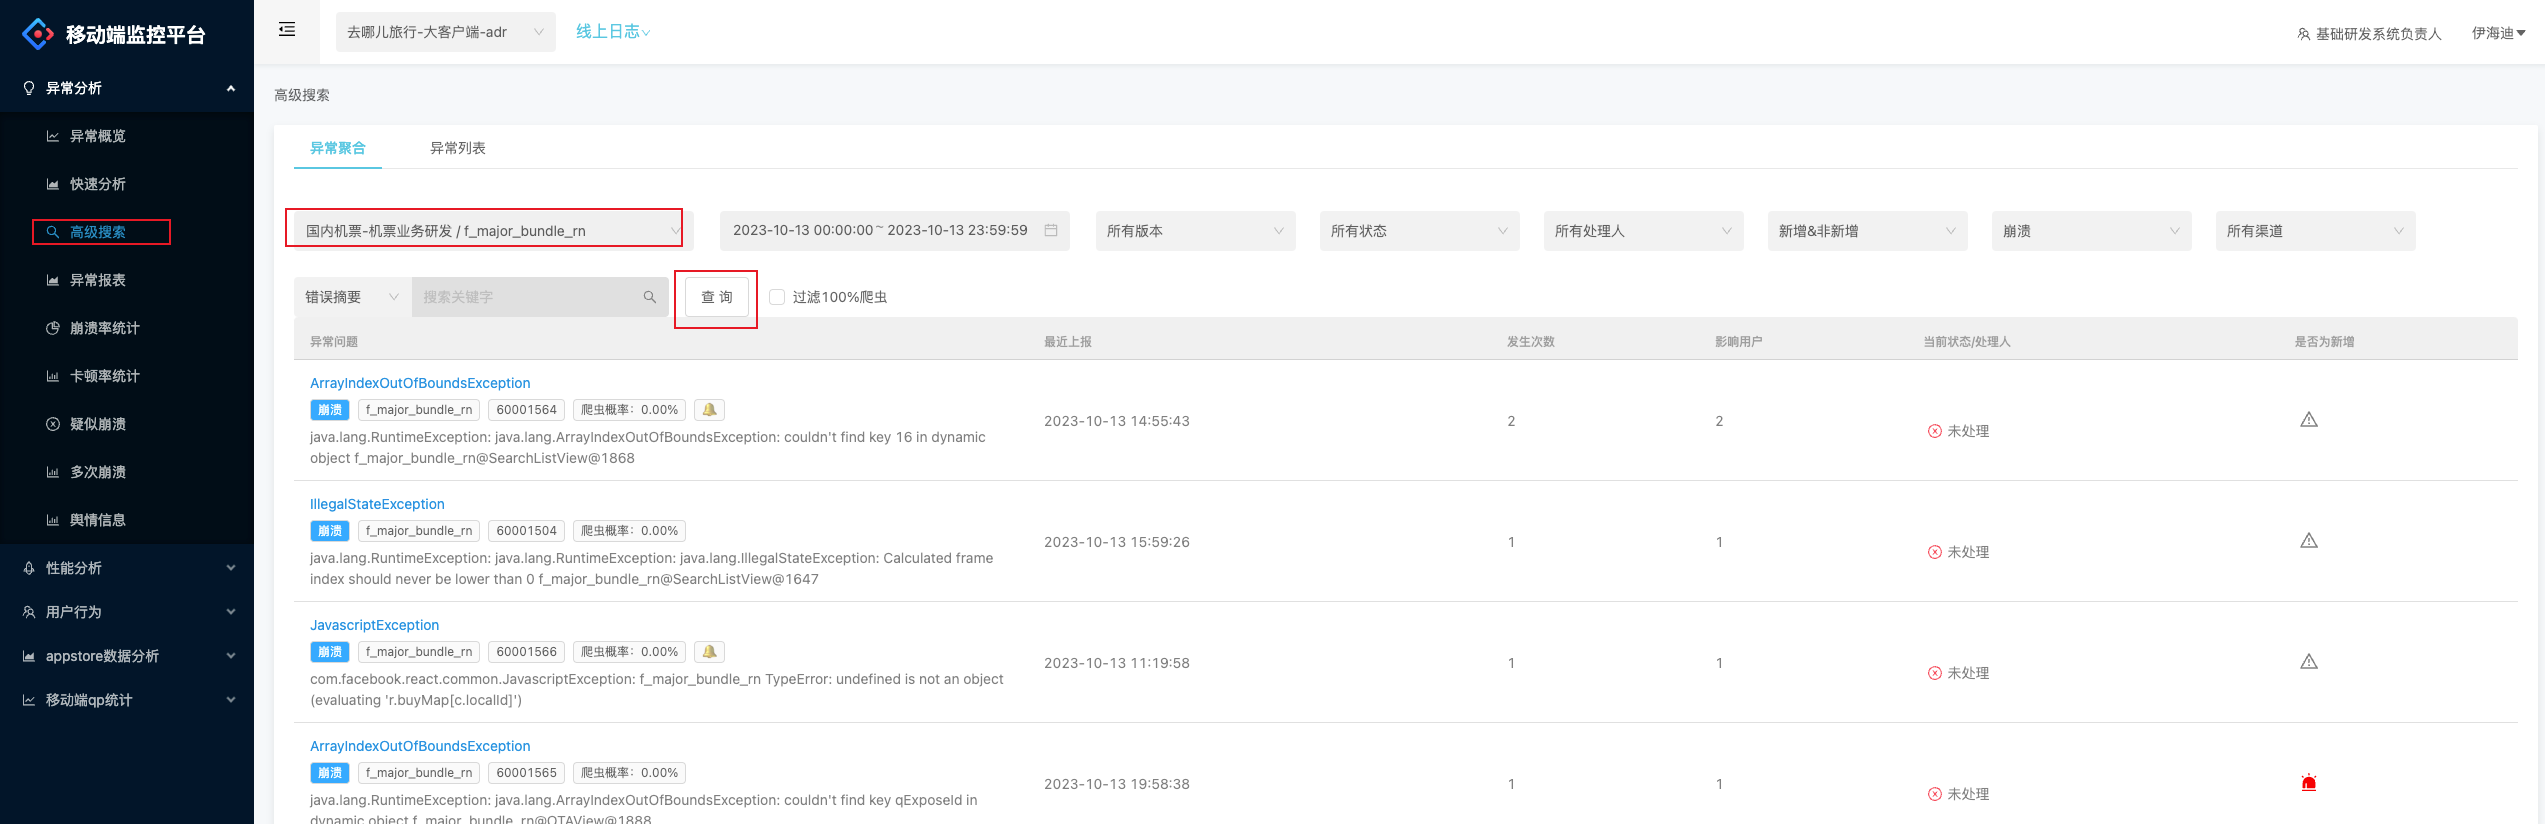 移动端监控平台
去哪儿旅行-大客户端-adr
线上日志
基础研发系统负责人
伊海迪
异常分析
异常概览
快速分析
高级搜索
异常报表
崩溃率统计
卡顿率统计
疑似崩溃
多次崩溃
舆情信息
性能分析
用户行为
appstore数据分析
移动端qp统计
高级搜索
异常聚合
异常列表
国内机票-机票业务研发 / f_major_bundle_rn
2023-10-13 00:00:00 ~ 2023-10-13 23:59:59
所有版本
所有状态
所有处理人
新增&非新增
崩溃
所有渠道
错误摘要
搜索关键字
查 询
过滤100%爬虫
异常问题 最近上报 发生次数 影响用户 当前状态/处理人 是否为新增
ArrayIndexOutOfBoundsException
崩溃 f_major_bundle_rn 60001564 爬虫概率：0.00%
java.lang.RuntimeException: java.lang.ArrayIndexOutOfBoundsException: couldn't find key 16 in dynamic
object f_major_bundle_rn@SearchListView@1868
2023-10-13 14:55:43
2
2
未处理
IllegalStateException
崩溃 f_major_bundle_rn 60001504 爬虫概率：0.00%
java.lang.RuntimeException: java.lang.RuntimeException: java.lang.IllegalStateException: Calculated frame
index should never be lower than 0 f_major_bundle_rn@SearchListView@1647
2023-10-13 15:59:26
1
1
未处理
JavascriptException
崩溃 f_major_bundle_rn 60001566 爬虫概率：0.00%
com.facebook.react.common.JavascriptException: f_major_bundle_rn TypeError: undefined is not an object
(evaluating 'r.buyMap[c.localId]')
2023-10-13 11:19:58
1
1
未处理
ArrayIndexOutOfBoundsException
崩溃 f_major_bundle_rn 60001565 爬虫概率：0.00%
java.lang.RuntimeException: java.lang.ArrayIndexOutOfBoundsException: couldn't find key qExposeId in
dynamic object f_major_bundle_rn@OTAView@1888
2023-10-13 19:58:38
1
1
未处理